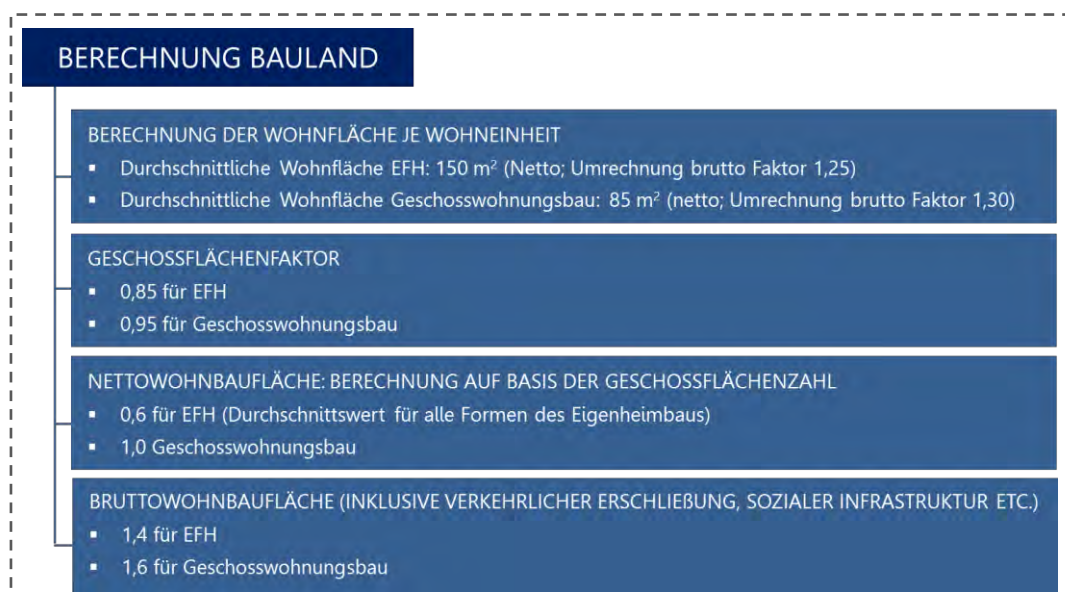 BERECHNUNG BAULAND
BERECHNUNG DER WOHNFLÄCHE JE WOHNEINHEIT
▪ Durchschnittliche Wohnfläche EFH: 150 m² (Netto; Umrechnung brutto Faktor 1,25)
▪ Durchschnittliche Wohnfläche Geschosswohnungsbau: 85 m² (netto; Umrechnung brutto Faktor 1,30)
GESCHOSSFLÄCHENFAKTOR
▪ 0,85 für EFH
▪ 0,95 für Geschosswohnungsbau
NETTOWOHNBAUFLÄCHE: BERECHNUNG AUF BASIS DER GESCHOSSFLÄCHENZAHL
▪ 0,6 für EFH (Durchschnittswert für alle Formen des Eigenheimbaus)
▪ 1,0 Geschosswohnungsbau
BRUTTOWOHNBAUFLÄCHE (INKLUSIVE VERKEHRLICHER ERSCHLIEßUNG, SOZIALER INFRASTRUKTUR ETC.)
▪ 1,4 für EFH
▪ 1,6 für Geschosswohnungsbau